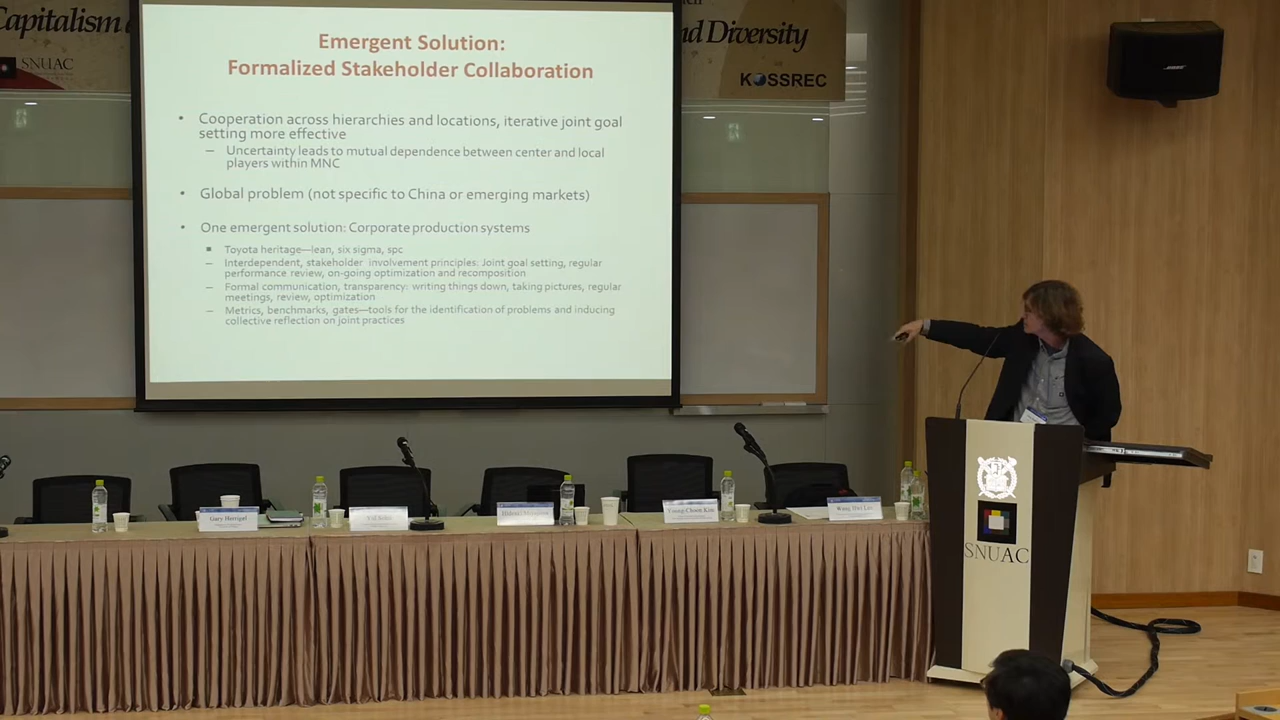 Capitalism
nd Diversity
SNUAC
KOSSREC
Emergent Solution:
Formalized Stakeholder Collaboration
• Cooperation across hierarchies and locations, iterative joint goal
setting more effective
– Uncertainty leads to mutual dependence between center and local
players within MNC
• Global problem (not specific to China or emerging markets)
• One emergent solution: Corporate production systems
▪ Toyota heritage—lean, six sigma, spc
– Interdependent, stakeholder involvement principles: Joint goal setting, regular
performance review, on-going optimization and recomposition
– Formal communication, transparency: writing things down, taking pictures, regular
meetings, review, optimization
– Metrics, benchmarks, gates—tools for the identification of problems and inducing
collective reflection on joint practices
BOSE
Gary Herrigel
Young Choon Kim
SNUAC